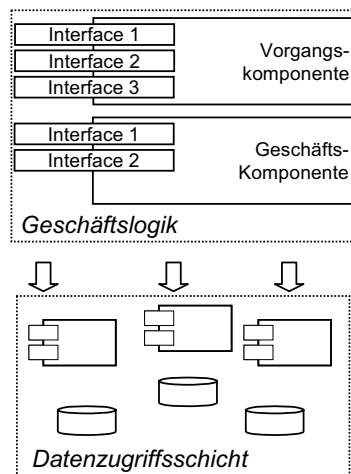 Interface 1
Interface 2
Interface 3
Vorgangs-
komponente
Interface 1
Interface 2
Geschäfts-
Komponente
Geschäftslogik
Datenzugriffsschicht